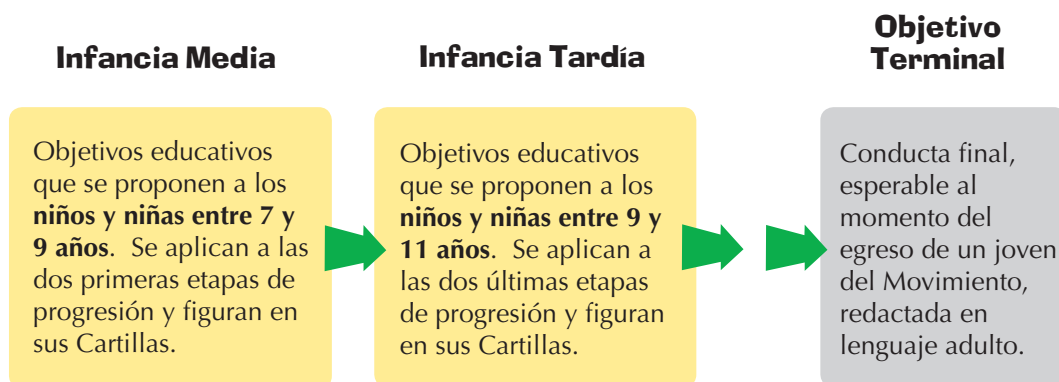 Infancia Media
Objetivos educativos
que se proponen a los
niños y niñas entre 7 y
9 años. Se aplican a las
dos primeras etapas de
progresión y figuran en
sus Cartillas.
Infancia Tardía
Objetivos educativos
que se proponen a los
niños y niñas entre 9 y
11 años. Se aplican a
las dos últimas etapas
de progresión y figuran
en sus Cartillas.
Objetivo
Terminal
Conducta final,
esperable al
momento del
egreso de un joven
del Movimiento,
redactada en
lenguaje adulto.